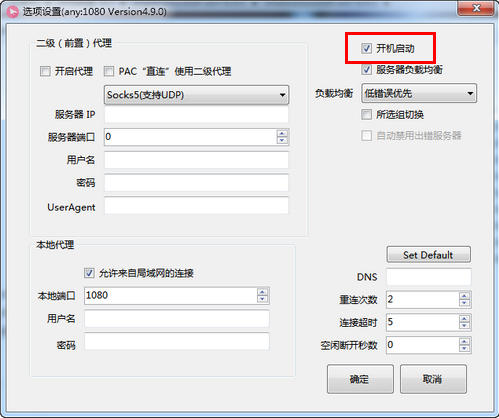 选项设置(any:1080 Version4.9.0)
二级（前置）代理
开启代理
PAC "直连" 使用二级代理
Socks5(支持UDP)
服务器 IP
服务器端口
0
用户名
密码
UserAgent
开机启动
服务器负载均衡
负载均衡
低错误优先
所选组切换
自动禁用出错服务器
本地代理
允许来自局域网的连接
本地端口
1080
用户名
密码
Set Default
DNS
重连次数
2
连接超时
5
空闲断开秒数
0
确定
取消